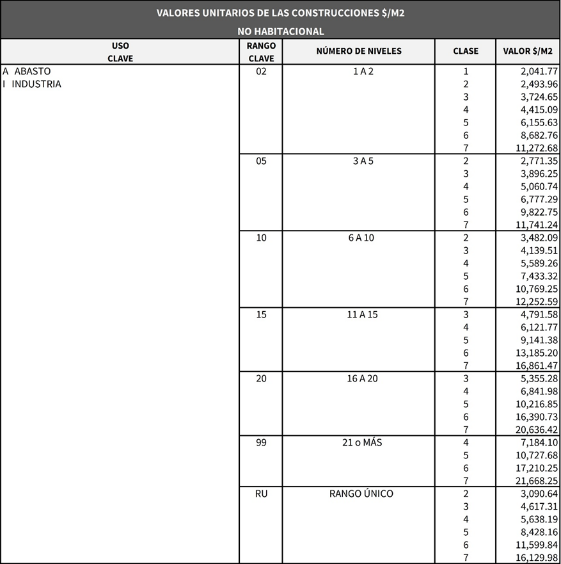 VALORES UNITARIOS DE LAS CONSTRUCCIONES $/M2
NO HABITACIONAL
USO CLAVE RANGO CLAVE NÚMERO DE NIVELES CLASE VALOR $/M2
A ABASTO 02 1 A 2 1 2,041.77
I INDUSTRIA 2 2,493.96
3 3,724.65
4 4,415.09
5 6,155.63
6 8,682.76
7 11,272.68
05 3 A 5 2 2,771.35
3 3,896.25
4 5,060.74
5 6,777.29
6 9,822.75
7 11,741.24
10 6 A 10 2 3,482.09
3 4,139.51
4 5,589.26
5 7,433.32
6 10,769.25
7 12,252.59
15 11 A 15 3 4,791.58
4 6,121.77
5 9,141.38
6 13,185.20
7 16,861.47
20 16 A 20 3 5,355.28
4 6,841.98
5 10,216.85
6 16,390.73
7 20,636.42
99 21 o MÁS 4 7,184.10
5 10,727.68
6 17,210.25
7 21,668.25
RU RANGO ÚNICO 2 3,090.64
3 4,617.31
4 5,638.19
5 8,428.16
6 11,599.84
7 16,129.98